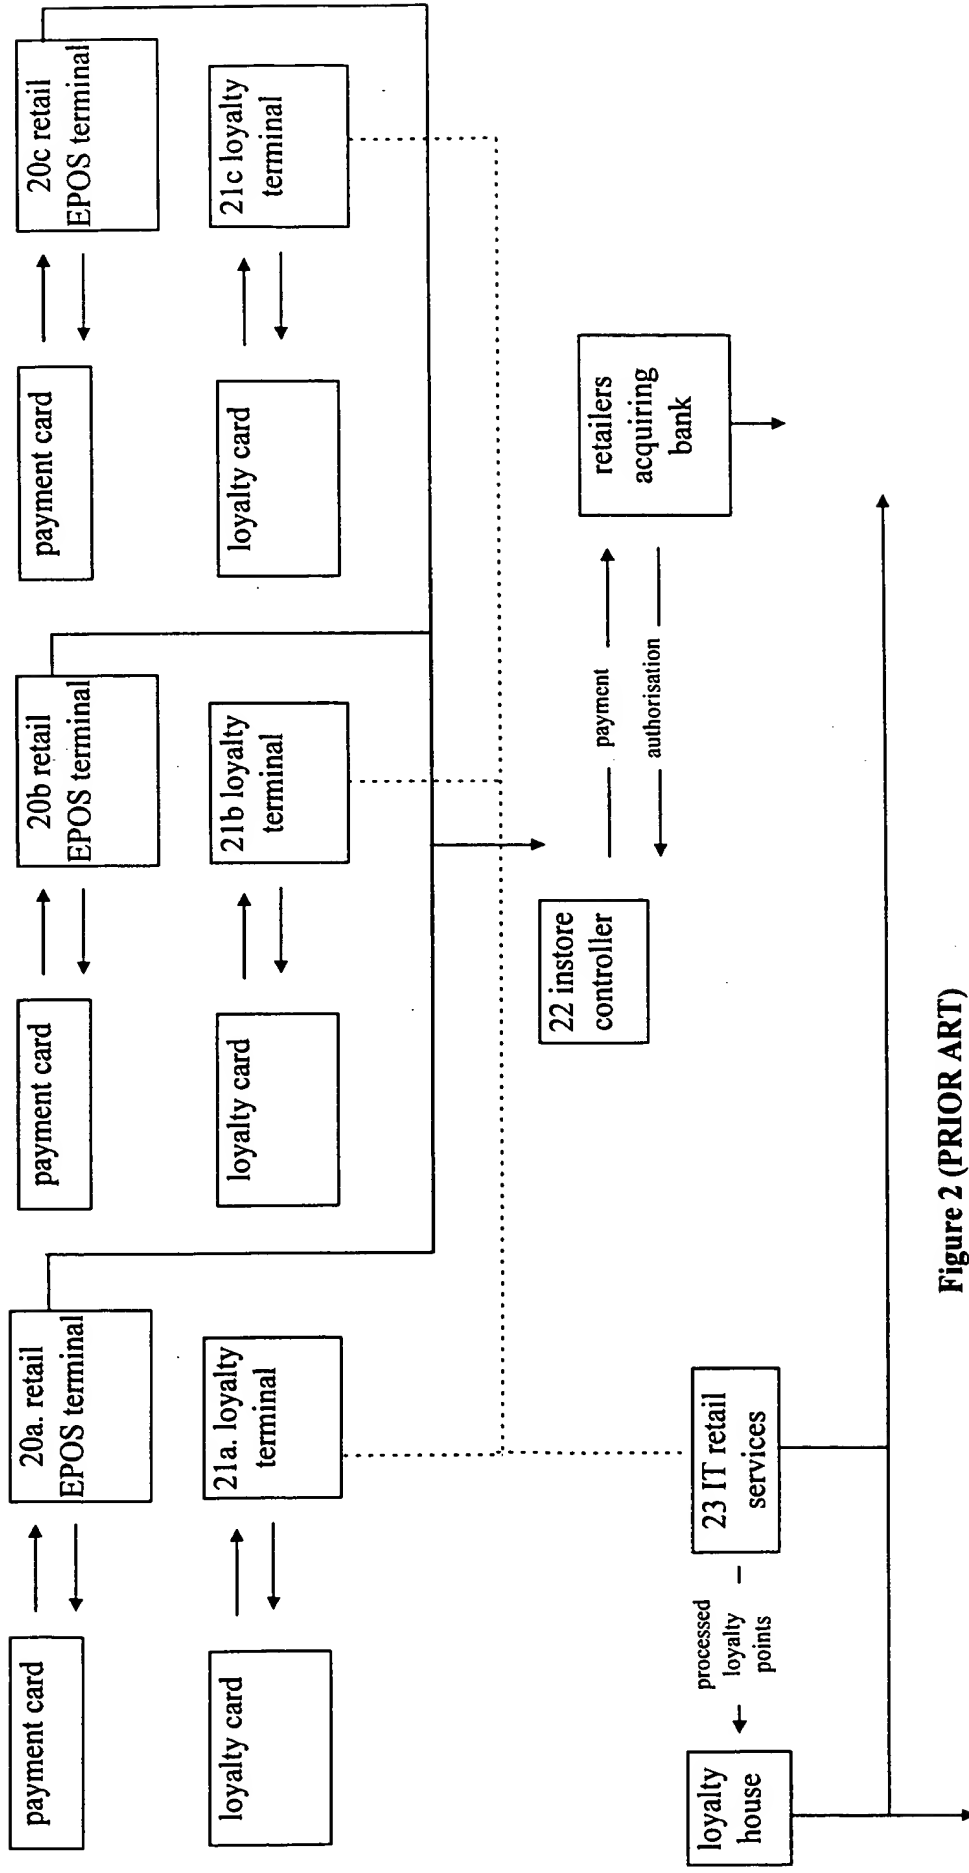 payment card
20a. retail
EPOS terminal
payment card
20b retail
EPOS terminal
payment card
20c retail
EPOS terminal
loyalty card
21a. loyalty
terminal
loyalty card
21b loyalty
terminal
loyalty card
21c loyalty
terminal
22 instore
controller
payment
authorisation
retailers
acquiring
bank
loyalty
house
processed
loyalty
points
23 IT retail
services
Figure 2 (PRIOR ART)